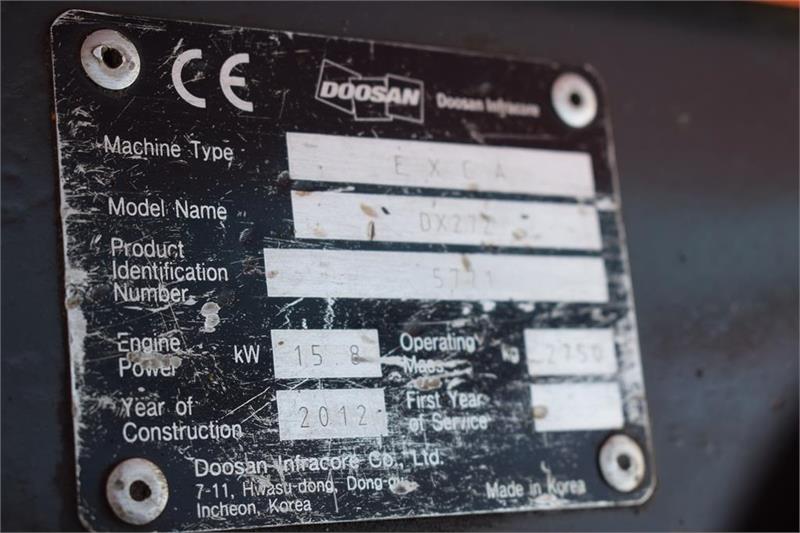 CE DOOSAN Doosan Infracore
Machine Type EXCA
Model Name DX27Z
Product
Identification
Number 5721
Engine
Power kW 15 8
Operating
Mass kg 2750
Year of
Construction 2012
First Year
of Service
Doosan Infracore Co., Ltd.
7-11, Hwasu-dong, Dong-gu,
Incheon, Korea
Made in Korea